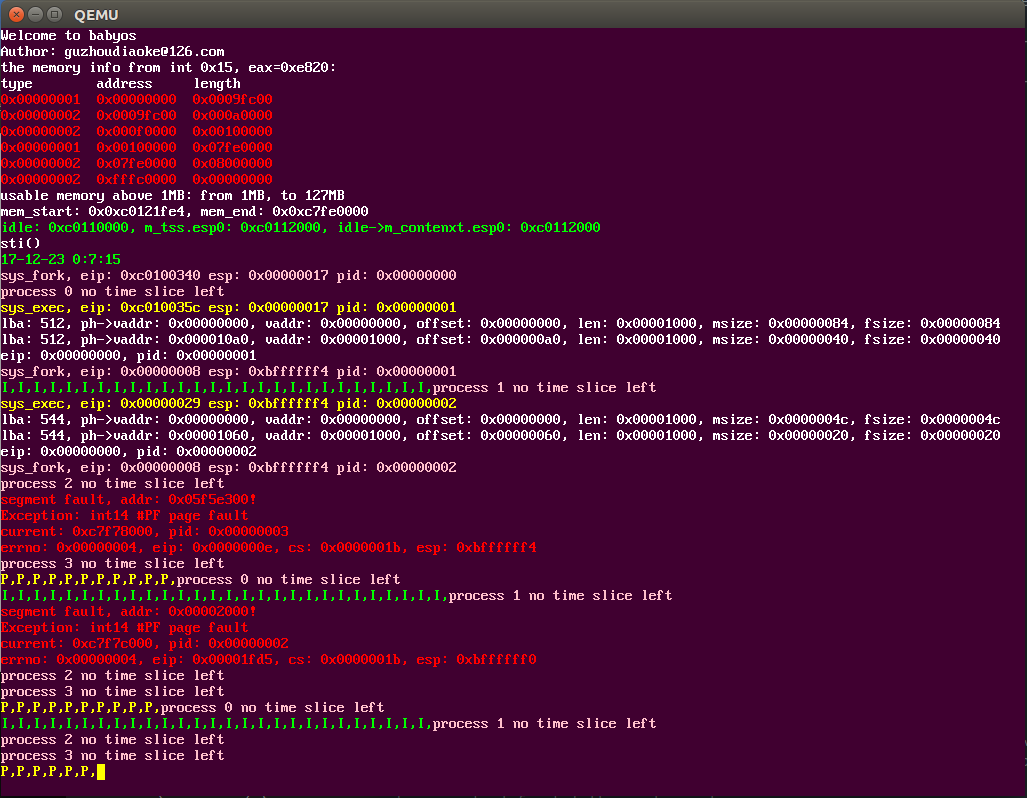 QEMU
Welcome to babyos
Author: guzhoudiaoke@126.com
the memory info from int 0x15, eax=0xe820:
type        address     length
0x00000001  0x00000000  0x0009fc00
0x00000002  0x0009fc00  0x000a0000
0x00000002  0x000f0000  0x00100000
0x00000001  0x00100000  0x07fe0000
0x00000002  0x07fe0000  0x08000000
0x00000002  0xfffc0000  0x00000000
usable memory above 1MB: from 1MB, to 127MB
mem_start: 0x0xc0121fe4, mem_end: 0x0xc7fe0000
idle: 0xc0110000, m_tss.esp0: 0xc0112000, idle->m_contenxt.esp0: 0xc0112000
sti()
17-12-23 0:7:15
sys_fork, eip: 0xc0100340 esp: 0x00000017 pid: 0x00000000
process 0 no time slice left
sys_exec, eip: 0xc010035c esp: 0x00000017 pid: 0x00000001
lba: 512, ph->vaddr: 0x00000000, vaddr: 0x00000000, offset: 0x00000000, len: 0x00001000, msize: 0x00000084, fsize: 0x00000084
lba: 512, ph->vaddr: 0x000010a0, vaddr: 0x00001000, offset: 0x000000a0, len: 0x00001000, msize: 0x00000040, fsize: 0x00000040
eip: 0x00000000, pid: 0x00000001
sys_fork, eip: 0x00000008 esp: 0xbffffff4 pid: 0x00000001
I,I,I,I,I,I,I,I,I,I,I,I,I,I,I,I,I,I,I,I,I,I,I,I,I,I,I,process 1 no time slice left
sys_exec, eip: 0x00000029 esp: 0xbffffff4 pid: 0x00000002
lba: 544, ph->vaddr: 0x00000000, vaddr: 0x00000000, offset: 0x00000000, len: 0x00001000, msize: 0x0000004c, fsize: 0x0000004c
lba: 544, ph->vaddr: 0x00001060, vaddr: 0x00001000, offset: 0x00000060, len: 0x00001000, msize: 0x00000020, fsize: 0x00000020
eip: 0x00000000, pid: 0x00000002
sys_fork, eip: 0x00000008 esp: 0xbffffff4 pid: 0x00000002
process 2 no time slice left
segment fault, addr: 0x05f5e300!
Exception: int14 #PF page fault
current: 0xc7f78000, pid: 0x00000003
errno: 0x00000004, eip: 0x0000000e, cs: 0x0000001b, esp: 0xbffffff4
process 3 no time slice left
P,P,P,P,P,P,P,P,P,P,P,process 0 no time slice left
I,I,I,I,I,I,I,I,I,I,I,I,I,I,I,I,I,I,I,I,I,I,I,I,I,I,I,I,process 1 no time slice left
segment fault, addr: 0x00002000!
Exception: int14 #PF page fault
current: 0xc7f7c000, pid: 0x00000002
errno: 0x00000004, eip: 0x00001fd5, cs: 0x0000001b, esp: 0xbffffff0
process 2 no time slice left
process 3 no time slice left
P,P,P,P,P,P,P,P,P,P,process 0 no time slice left
I,I,I,I,I,I,I,I,I,I,I,I,I,I,I,I,I,I,I,I,I,I,I,I,I,I,I,process 1 no time slice left
process 2 no time slice left
process 3 no time slice left
P,P,P,P,P,P,